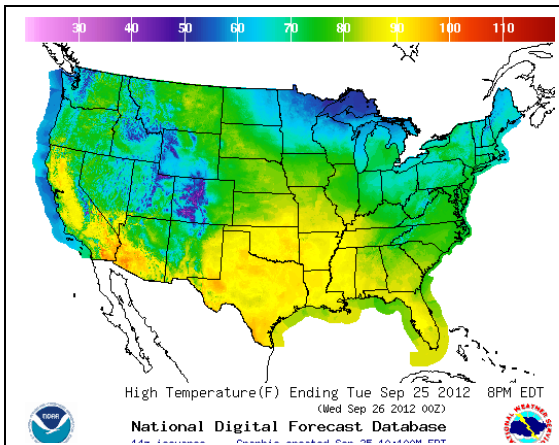 30 40 50 60 70 80 90 100 110
High Temperature(F) Ending Tue Sep 25 2012 8PM EDT
(Wed Sep 26 2012 00Z)
National Digital Forecast Database